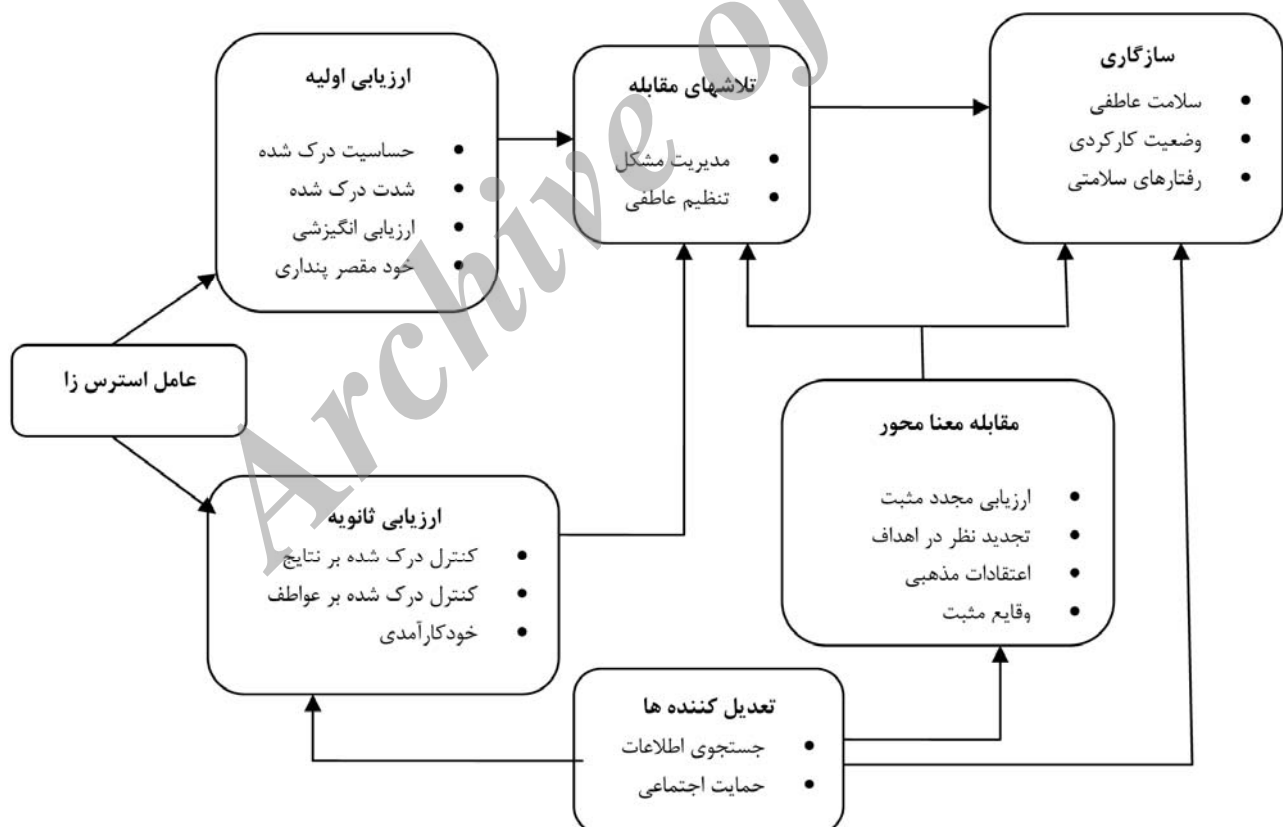 سازگاری
سلامت عاطفی
وضعیت کارکردی
رفتارهای سلامتی
تلاشهای مقابله
مدیریت مشکل
تنظیم عاطفی
ارزیابی اولیه
حساسیت درک شده
شدت درک شده
ارزیابی انگیزشی
خود مقصر پنداری
عامل استرس زا
مقابله معنا محور
ارزیابی مجدد مثبت
تجدید نظر در اهداف
اعتقادات مذهبی
وقایع مثبت
ارزیابی ثانویه
کنترل درک شده بر نتایج
کنترل درک شده بر عواطف
خودکارآمدی
تعدیل کننده ها
جستجوی اطلاعات
حمایت اجتماعی
Archive of